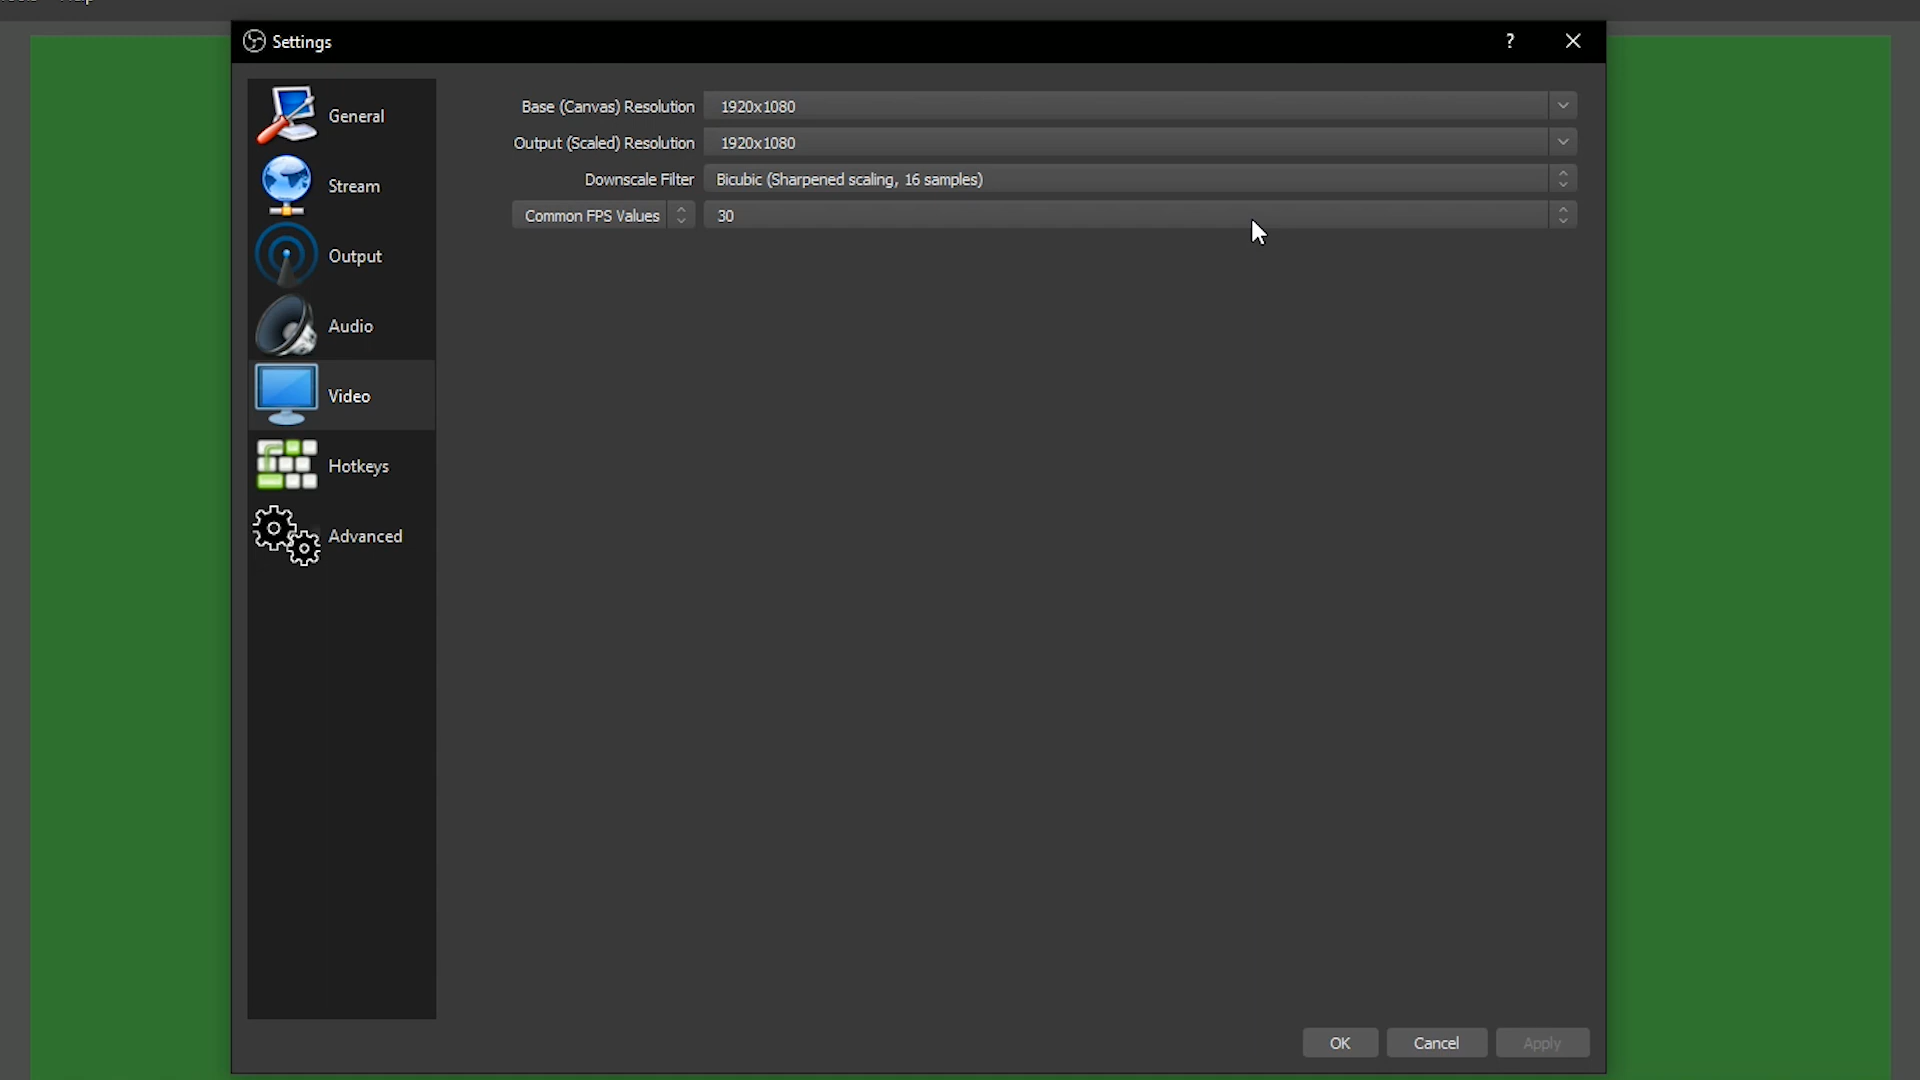 Settings
?
General
Stream
Output
Audio
Video
Hotkeys
Advanced
Base (Canvas) Resolution 1920x1080
Output (Scaled) Resolution 1920x1080
Downscale Filter Bicubic (Sharpened scaling, 16 samples)
Common FPS Values 30
OK Cancel Apply